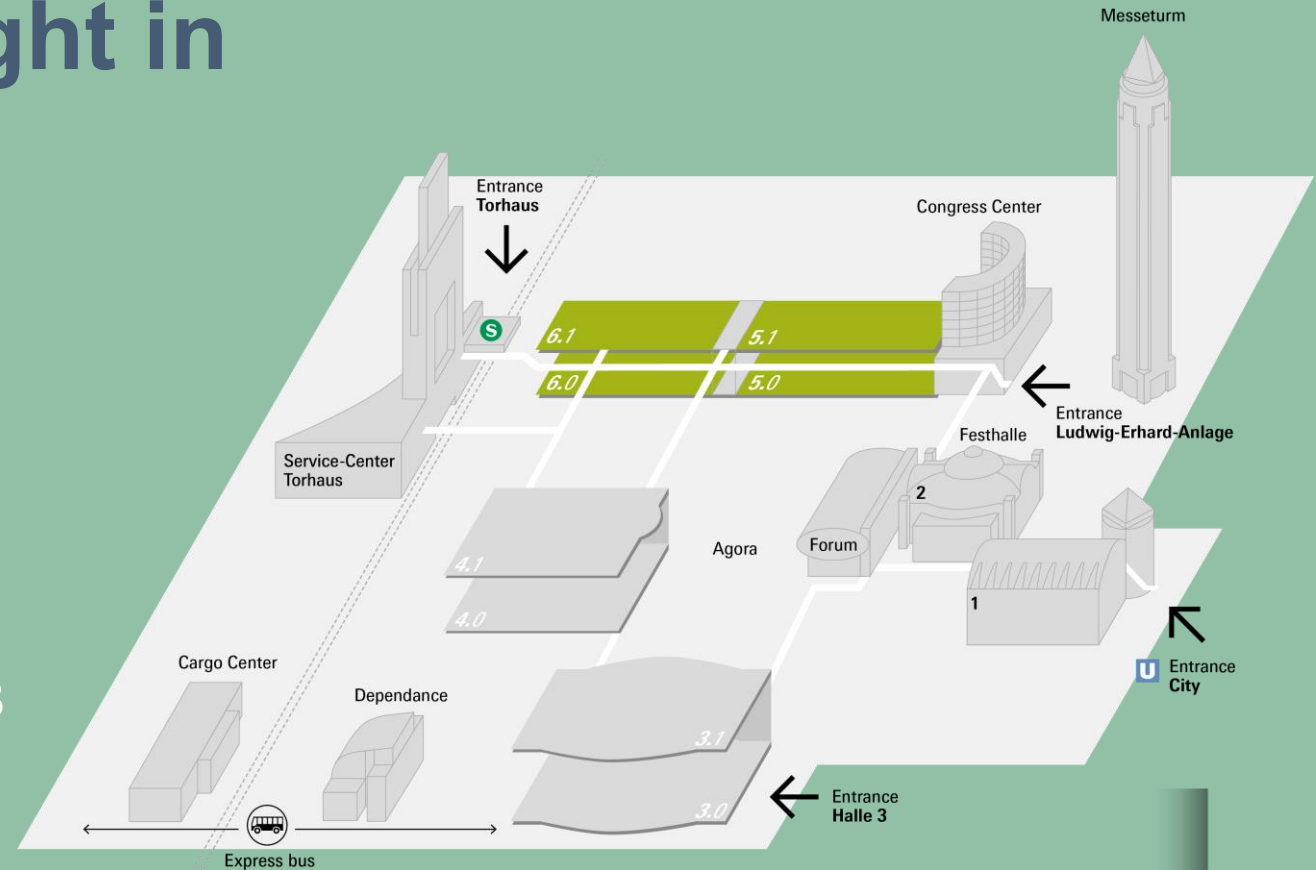 ght in
Messeturm
Entrance
Torhaus
Congress Center
S
6.1
5.1
6.0
5.0
Entrance
Ludwig-Erhard-Anlage
Festhalle
Service-Center
Torhaus
2
Agora
Forum
4.1
1
4.0
Cargo Center
U
Entrance
City
Dependance
3.1
3.0
Entrance
Halle 3
Express bus